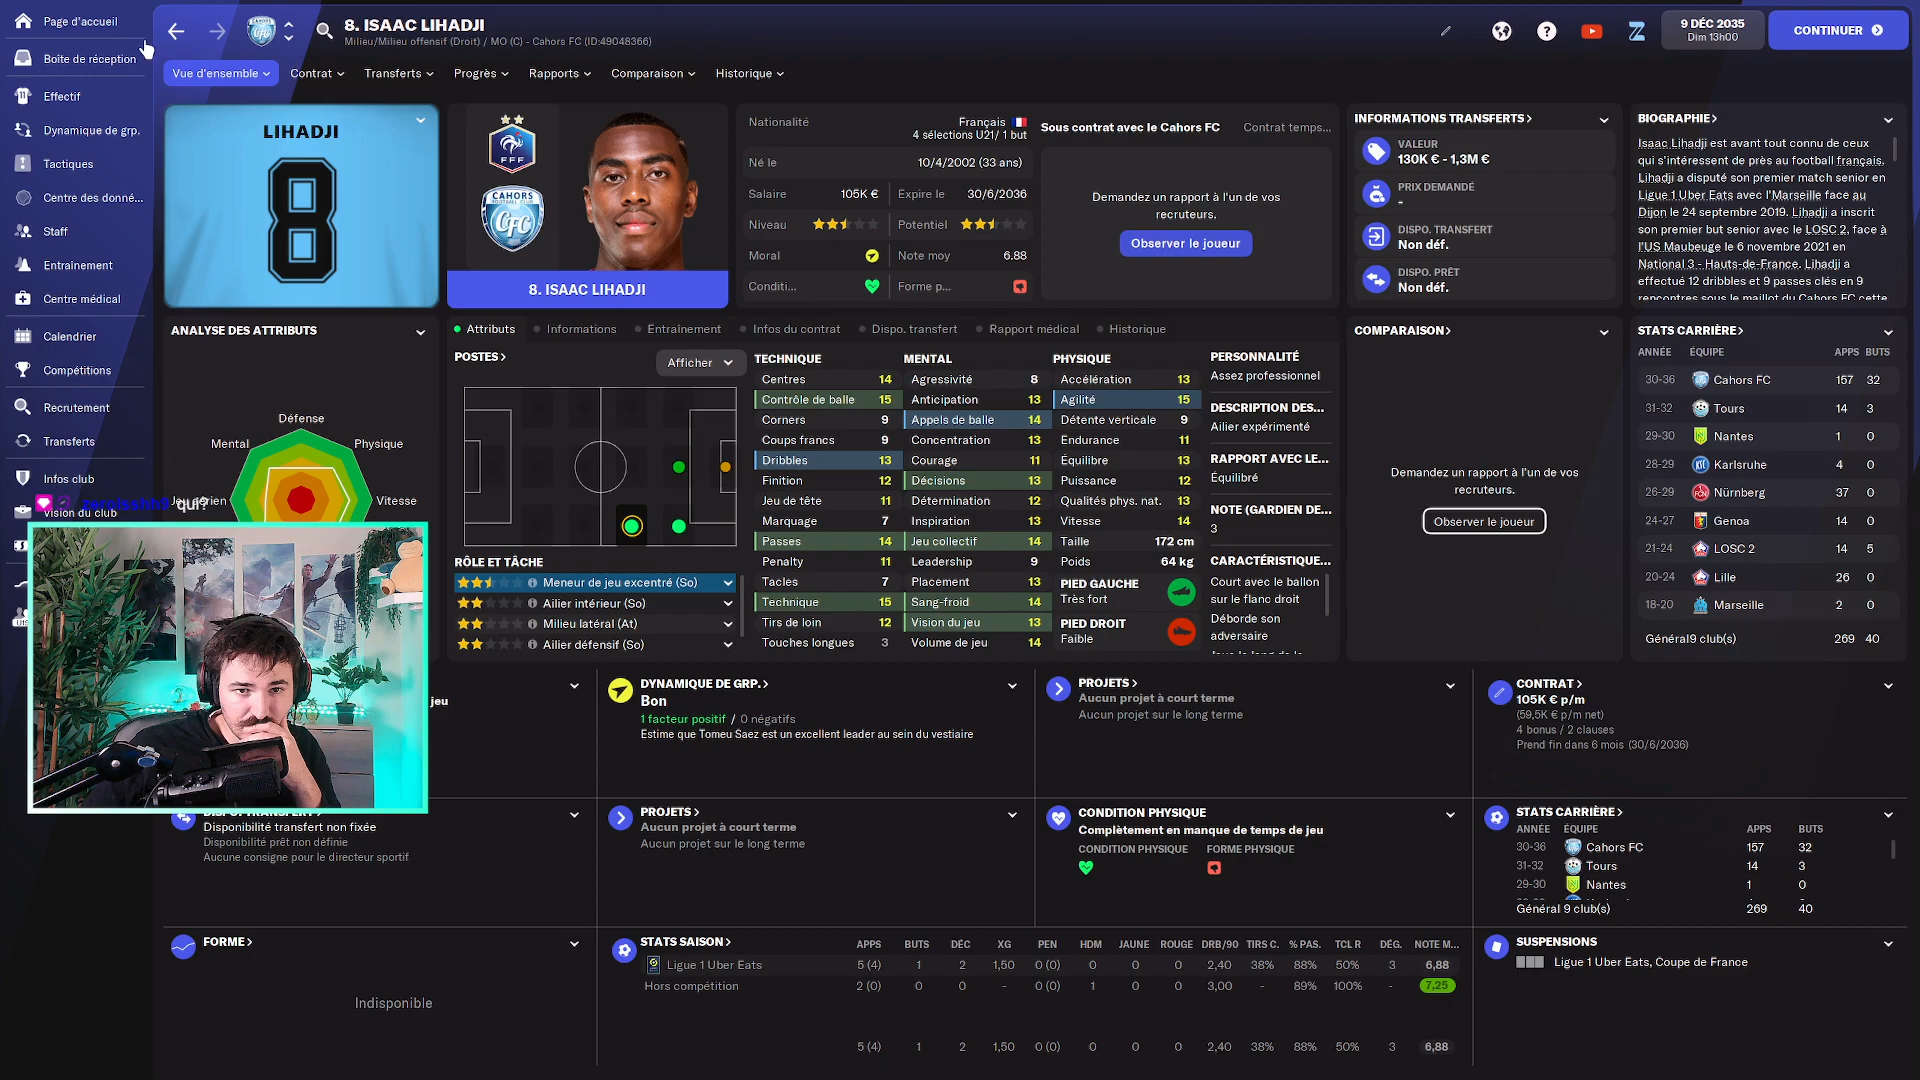 Page d'accueil
Boîte de réception
Effectif
Dynamique de grp.
Tactiques
Centre des donné...
Staff
Entraînement
Centre médical
Calendrier
Compétitions
Recrutement
Transferts
Infos club
Vision du club
qui?
8. ISAAC LIHADJI
Milieu/Milieu offensif (Droit) / MO (C) - Cahors FC (ID:49048366)
9 DÉC 2035
Dim 13h00
CONTINUER
Vue d'ensemble
Contrat
Transferts
Progrès
Rapports
Comparaison
Historique
LIHADJI
8
FFF
CAHORS
CFC
8. ISAAC LIHADJI
Nationalité Français
4 sélections U21/ 1 but
Né le 10/4/2002 (33 ans)
Salaire 105K € Expire le 30/6/2036
Niveau Potentiel
Moral Note moy 6.88
Conditi... Forme p...
Sous contrat avec le Cahors FC Contrat temps...
Demandez un rapport à l'un de vos
recruteurs.
Observer le joueur
INFORMATIONS TRANSFERTS>
VALEUR
130K € - 1,3M €
PRIX DEMANDÉ
-
DISPO. TRANSFERT
Non déf.
DISPO. PRÊT
Non déf.
BIOGRAPHIE>
Isaac Lihadji est avant tout connu de ceux
qui s'intéressent de près au football français.
Lihadji a disputé son premier match senior en
Ligue 1 Uber Eats avec l'Marseille face au
Dijon le 24 septembre 2019. Lihadji a inscrit
son premier but senior avec le LOSC 2, face à
l'US Maubeuge le 6 novembre 2021 en
National 3 - Hauts-de-France. Lihadji a
effectué 12 dribbles et 9 passes clés en 9
rencontres sous le maillot du Cahors FC cette
ANALYSE DES ATTRIBUTS
Défense
Mental
Physique
Vitesse
Attributs
Informations
Entraînement
Infos du contrat
Dispo. transfert
Rapport médical
Historique
POSTES>
Afficher
RÔLE ET TÂCHE
Meneur de jeu excentré (So)
Ailier intérieur (So)
Milieu latéral (At)
Ailier défensif (So)
TECHNIQUE
Centres 14
Contrôle de balle 15
Corners 9
Coups francs 9
Dribbles 13
Finition 12
Jeu de tête 11
Marquage 7
Passes 14
Penalty 11
Tacles 7
Technique 15
Tirs de loin 12
Touches longues 3
MENTAL
Agressivité 8
Anticipation 13
Appels de balle 14
Concentration 13
Courage 11
Décisions 13
Détermination 12
Inspiration 13
Jeu collectif 14
Leadership 9
Placement 13
Sang-froid 14
Vision du jeu 13
Volume de jeu 14
PHYSIQUE
Accélération 13
Agilité 15
Détente verticale 9
Endurance 11
Équilibre 13
Puissance 12
Qualités phys. nat. 13
Vitesse 14
Taille 172 cm
Poids 64 kg
PIED GAUCHE
Très fort
PIED DROIT
Faible
PERSONNALITÉ
Assez professionnel
DESCRIPTION DES...
Ailier expérimenté
RAPPORT AVEC LE...
Équilibré
NOTE (GARDIEN DE...
3
CARACTÉRISTIQUE...
Court avec le ballon
sur le flanc droit
Déborde son
adversaire
COMPARAISON>
Demandez un rapport à l'un de vos
recruteurs.
Observer le joueur
STATS CARRIÈRE>
ANNÉE ÉQUIPE APPS BUTS
30-36 Cahors FC 157 32
31-32 Tours 14 3
29-30 Nantes 1 0
28-29 Karlsruhe 4 0
26-29 Nürnberg 37 0
24-27 Genoa 14 0
21-24 LOSC 2 14 5
20-24 Lille 26 0
18-20 Marseille 2 0
Général9 club(s) 269 40
jeu
DYNAMIQUE DE GRP.>
Bon
1 facteur positif / 0 négatifs
Estime que Tomeu Saez est un excellent leader au sein du vestiaire
PROJETS>
Aucun projet à court terme
Aucun projet sur le long terme
CONTRAT>
105K € p/m
(59,5K € p/m net)
4 bonus / 2 clauses
Prend fin dans 6 mois (30/6/2036)
DISPO. TRANSFERT>
Disponibilité transfert non fixée
Disponibilité prêt non définie
Aucune consigne pour le directeur sportif
PROJETS>
Aucun projet à court terme
Aucun projet sur le long terme
CONDITION PHYSIQUE
Complètement en manque de temps de jeu
CONDITION PHYSIQUE FORME PHYSIQUE
STATS CARRIÈRE>
ANNÉE ÉQUIPE APPS BUTS
30-36 Cahors FC 157 32
31-32 Tours 14 3
29-30 Nantes 1 0
Général 9 club(s) 269 40
FORME>
Indisponible
STATS SAISON> APPS BUTS DÉC XG PEN HDM JAUNE ROUGE DRB/90 TIRS C. % PAS. TCL R DÉG. NOTE M...
Ligue 1 Uber Eats 5 (4) 1 2 1,50 0 (0) 0 0 0 2,40 38% 88% 50% 3 6,88
Hors compétition 2 (0) 0 0 - 0 (0) 1 0 0 3,00 - 89% 100% - 7,25
5 (4) 1 2 1,50 0 (0) 0 0 0 2,40 38% 88% 50% 3 6,88
SUSPENSIONS
Ligue 1 Uber Eats, Coupe de France